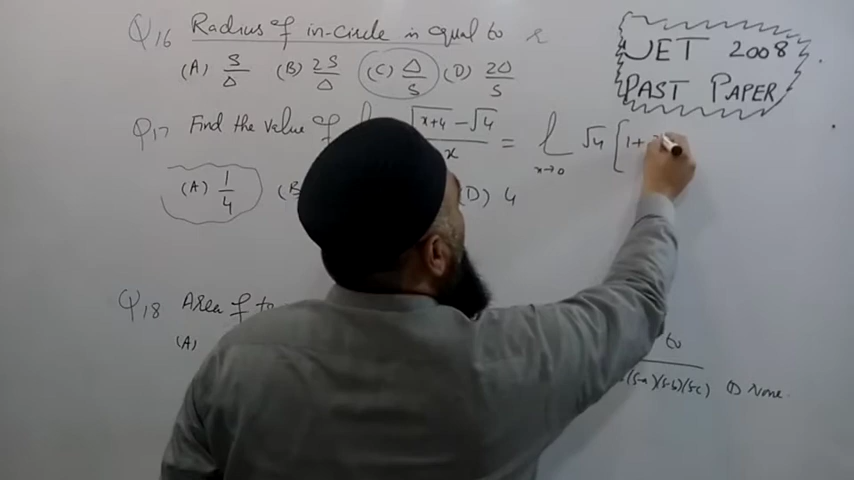 Q16 Radius of in-circle is equal to r
(A) S/Δ (B) 2S/Δ (C) Δ/S (D) 2Δ/S
UET 2008
PAST PAPER
Q17 Find the value of √x+4 - √4 / x = l x→0 √4 [1+
(A) 1/4 (B (D) 4
Q18 Area of to
(A) (s-a)(s-b)(s-c) D None.